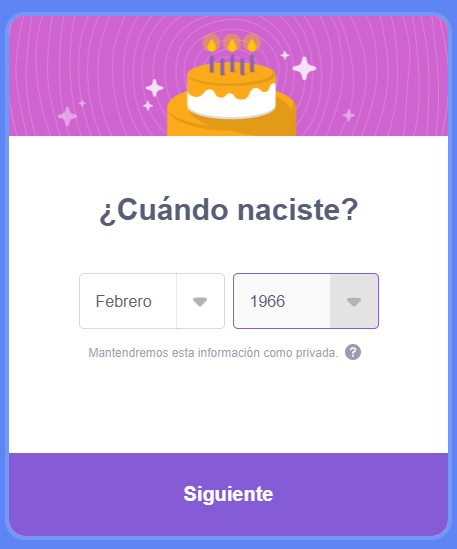 ¿Cuándo naciste?
Febrero 1966
Mantendremos esta información como privada. ?
Siguiente